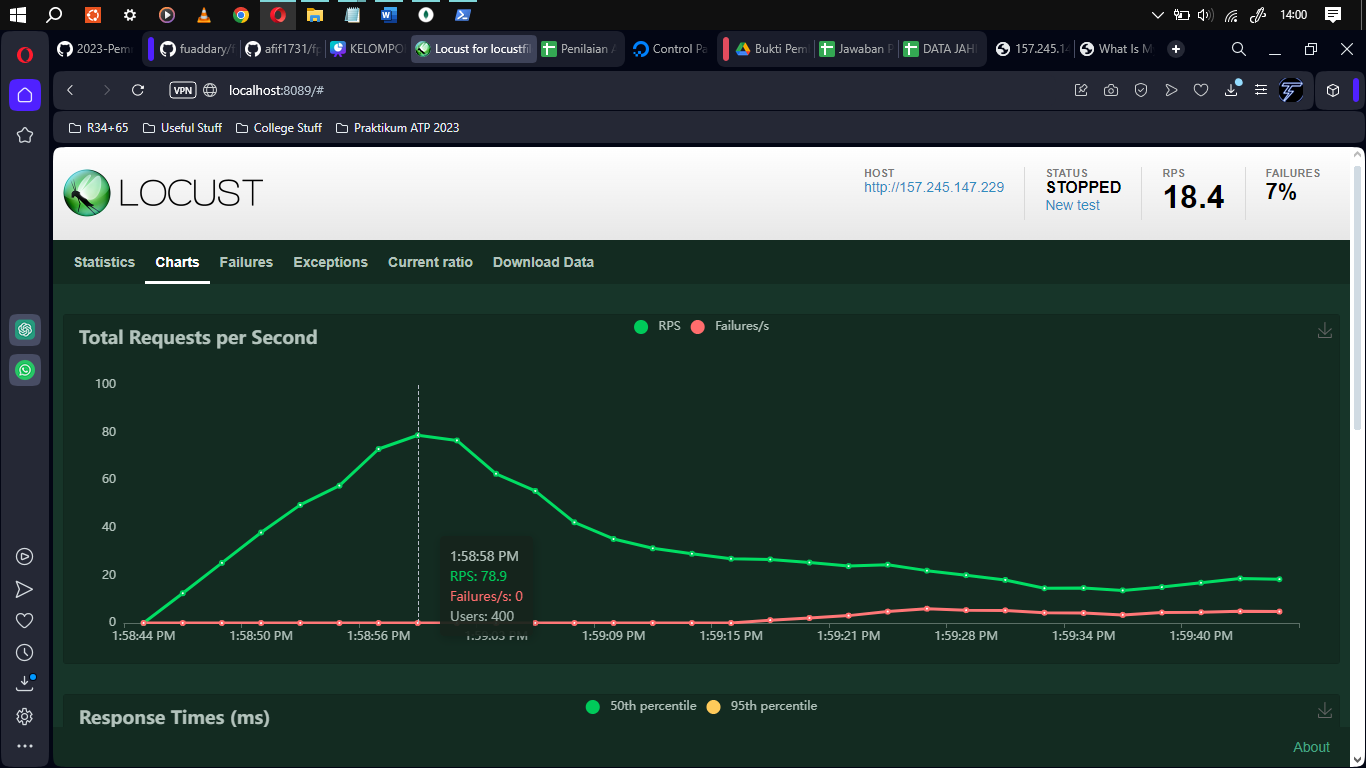 14:00
2023-Pem
fuaddary/f
afif1731/fp
KELOMPO
Locust for locustfil
Penilaian A
Control Pa
Bukti Pem
Jawaban P
DATA JAH
157.245.14
What Is M
VPN
localhost:8089/#
R34+65
Useful Stuff
College Stuff
Praktikum ATP 2023
LOCUST
HOST
http://157.245.147.229
STATUS
STOPPED
New test
RPS
18.4
FAILURES
7%
Statistics
Charts
Failures
Exceptions
Current ratio
Download Data
Total Requests per Second
RPS
Failures/s
100
80
60
40
20
0
1:58:58 PM
RPS: 78.9
Failures/s: 0
Users: 400
1:58:44 PM
1:58:50 PM
1:58:56 PM
1:59:03 PM
1:59:09 PM
1:59:15 PM
1:59:21 PM
1:59:28 PM
1:59:34 PM
1:59:40 PM
Response Times (ms)
50th percentile
95th percentile
About